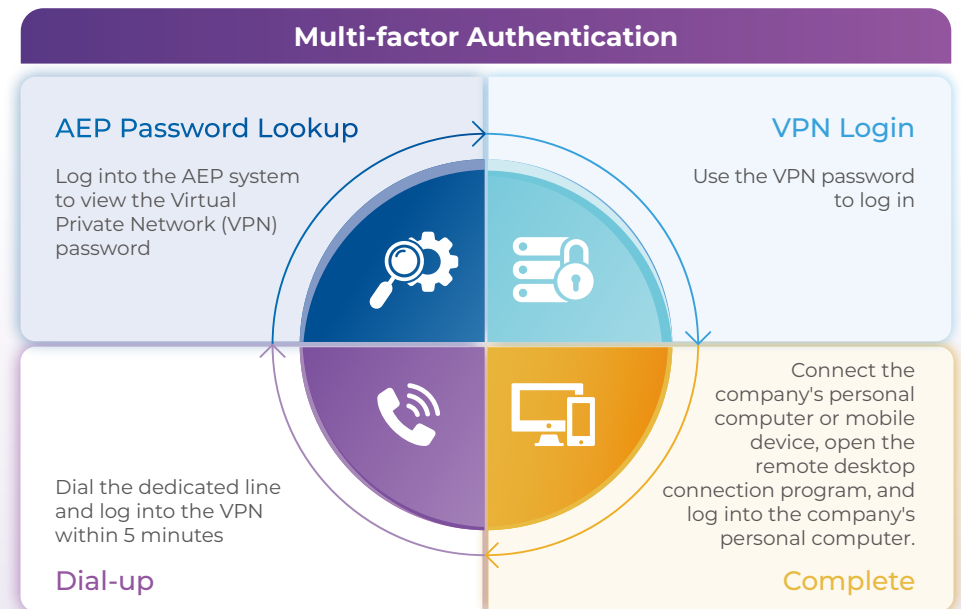 Multi-factor Authentication
AEP Password Lookup
Log into the AEP system
to view the Virtual
Private Network (VPN)
password
VPN Login
Use the VPN password
to log in
Dial the dedicated line
and log into the VPN
within 5 minutes
Dial-up
Connect the
company's personal
computer or mobile
device, open the
remote desktop
connection program, and
log into the company's
personal computer.
Complete